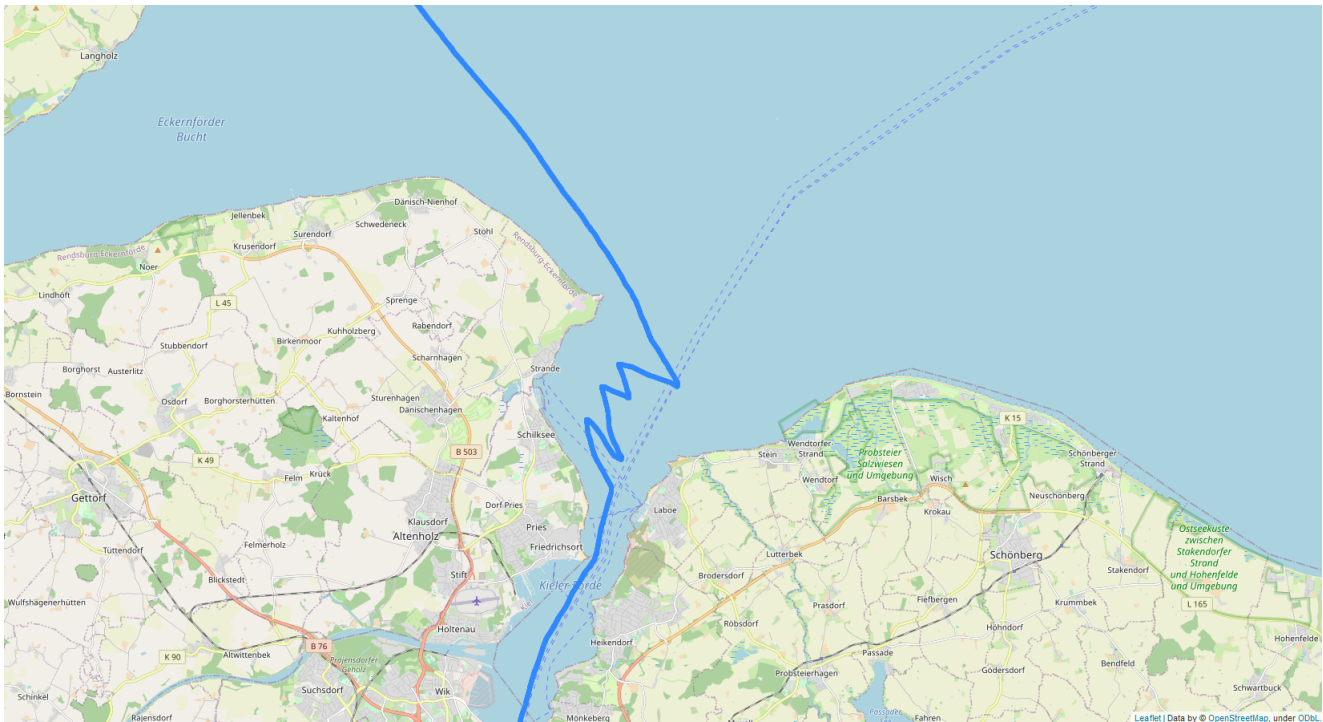 Langholz
Eckernförder
Bucht
Dänisch-Nienhof
Jellenbek
Schwedeneck
Surendorf
Stohl
Krusendorf
Rendsburg-Eckernförde
Rendsburg-Eckernförde
Noer
Lindhöft
Sprenge
L 45
Rabendorf
Kuhholzberg
Stubbendorf
Birkenmoor
Scharnhagen
Borghorst
Austerlitz
Strande
Bornstein
Sturenhagen
Osdorf
Borghorsterhütten
Dänischenhagen
Kaltenhof
K 15
Schilksee
Wendtorfer
Strand
B 503
Stein
Probsteier
Salzwiesen
und Umgebung
Schönberger
Strand
K 49
Krück
Felm
Wendtorf
Wisch
Gettorf
Barsbek
Neuschönberg
Dorf Pries
Laboe
Krokau
Klausdorf
Pries
Altenholz
Ostseeküste
zwischen
Stakendorfer
Strand
und Hohenfelde
und Umgebung
Felmerholz
Friedrichsort
Tüttendorf
Lutterbek
Schönberg
Stakendorf
Stift
Blickstedt
Kieler Förde
Brodersdorf
Wulfshagenerhütten
Prasdorf
Fiefbergen
Krummbek
L 165
Röbsdorf
Höhndorf
Holtenau
Heikendorf
Hohenfelde
B 76
Altwittenbek
K 90
Passade
Projensdorfer
Gehölz
Probsteierhagen
Gödersdorf
Bendfeld
Schinkel
Suchsdorf
Wik
Schwartbuck
Rajensdorf
Mönkeberg
Fahren
Leaflet | Data by © OpenStreetMap, under ODbL.